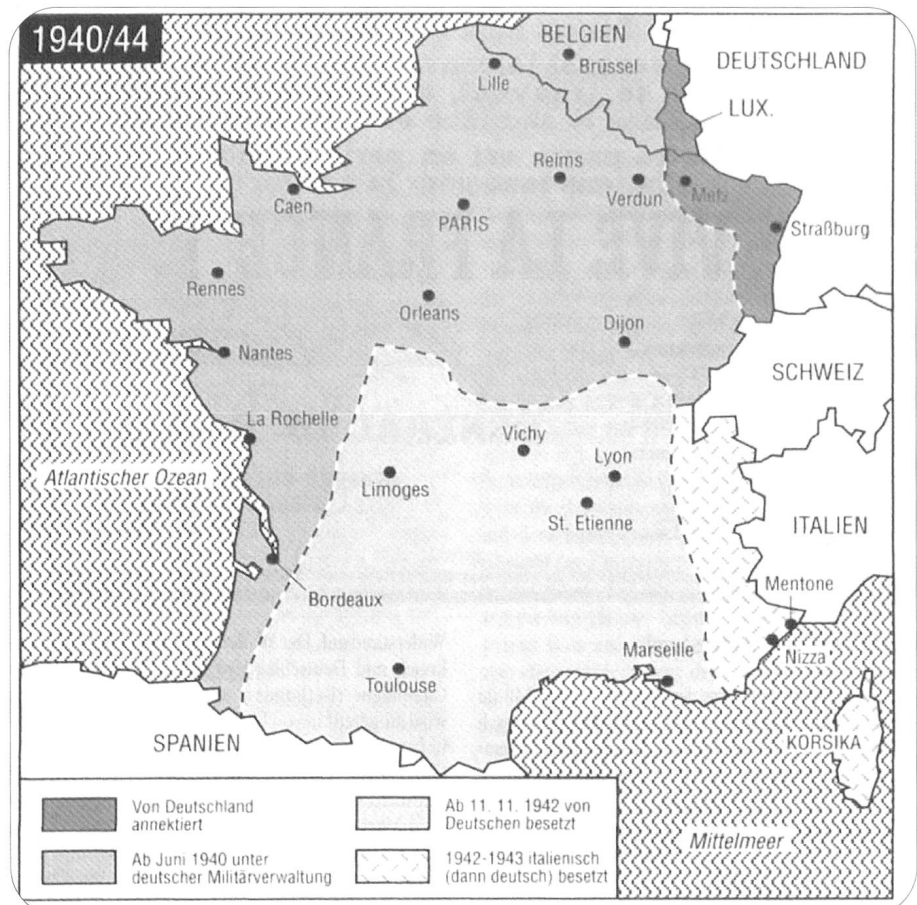 1940/44
BELGIEN
DEUTSCHLAND
Brüssel
Lille
LUX.
Reims
Verdun
Metz
Caen
PARIS
Straßburg
Rennes
Orleans
Dijon
Nantes
SCHWEIZ
La Rochelle
Vichy
Lyon
Atlantischer Ozean
Limoges
St. Etienne
ITALIEN
Mentone
Bordeaux
Marseille
Nizza
Toulouse
SPANIEN
KORSIKA
Von Deutschland
annektiert
Ab Juni 1940 unter
deutscher Militärverwaltung
Ab 11. 11. 1942 von
Deutschen besetzt
1942-1943 italienisch
(dann deutsch) besetzt
Mittelmeer